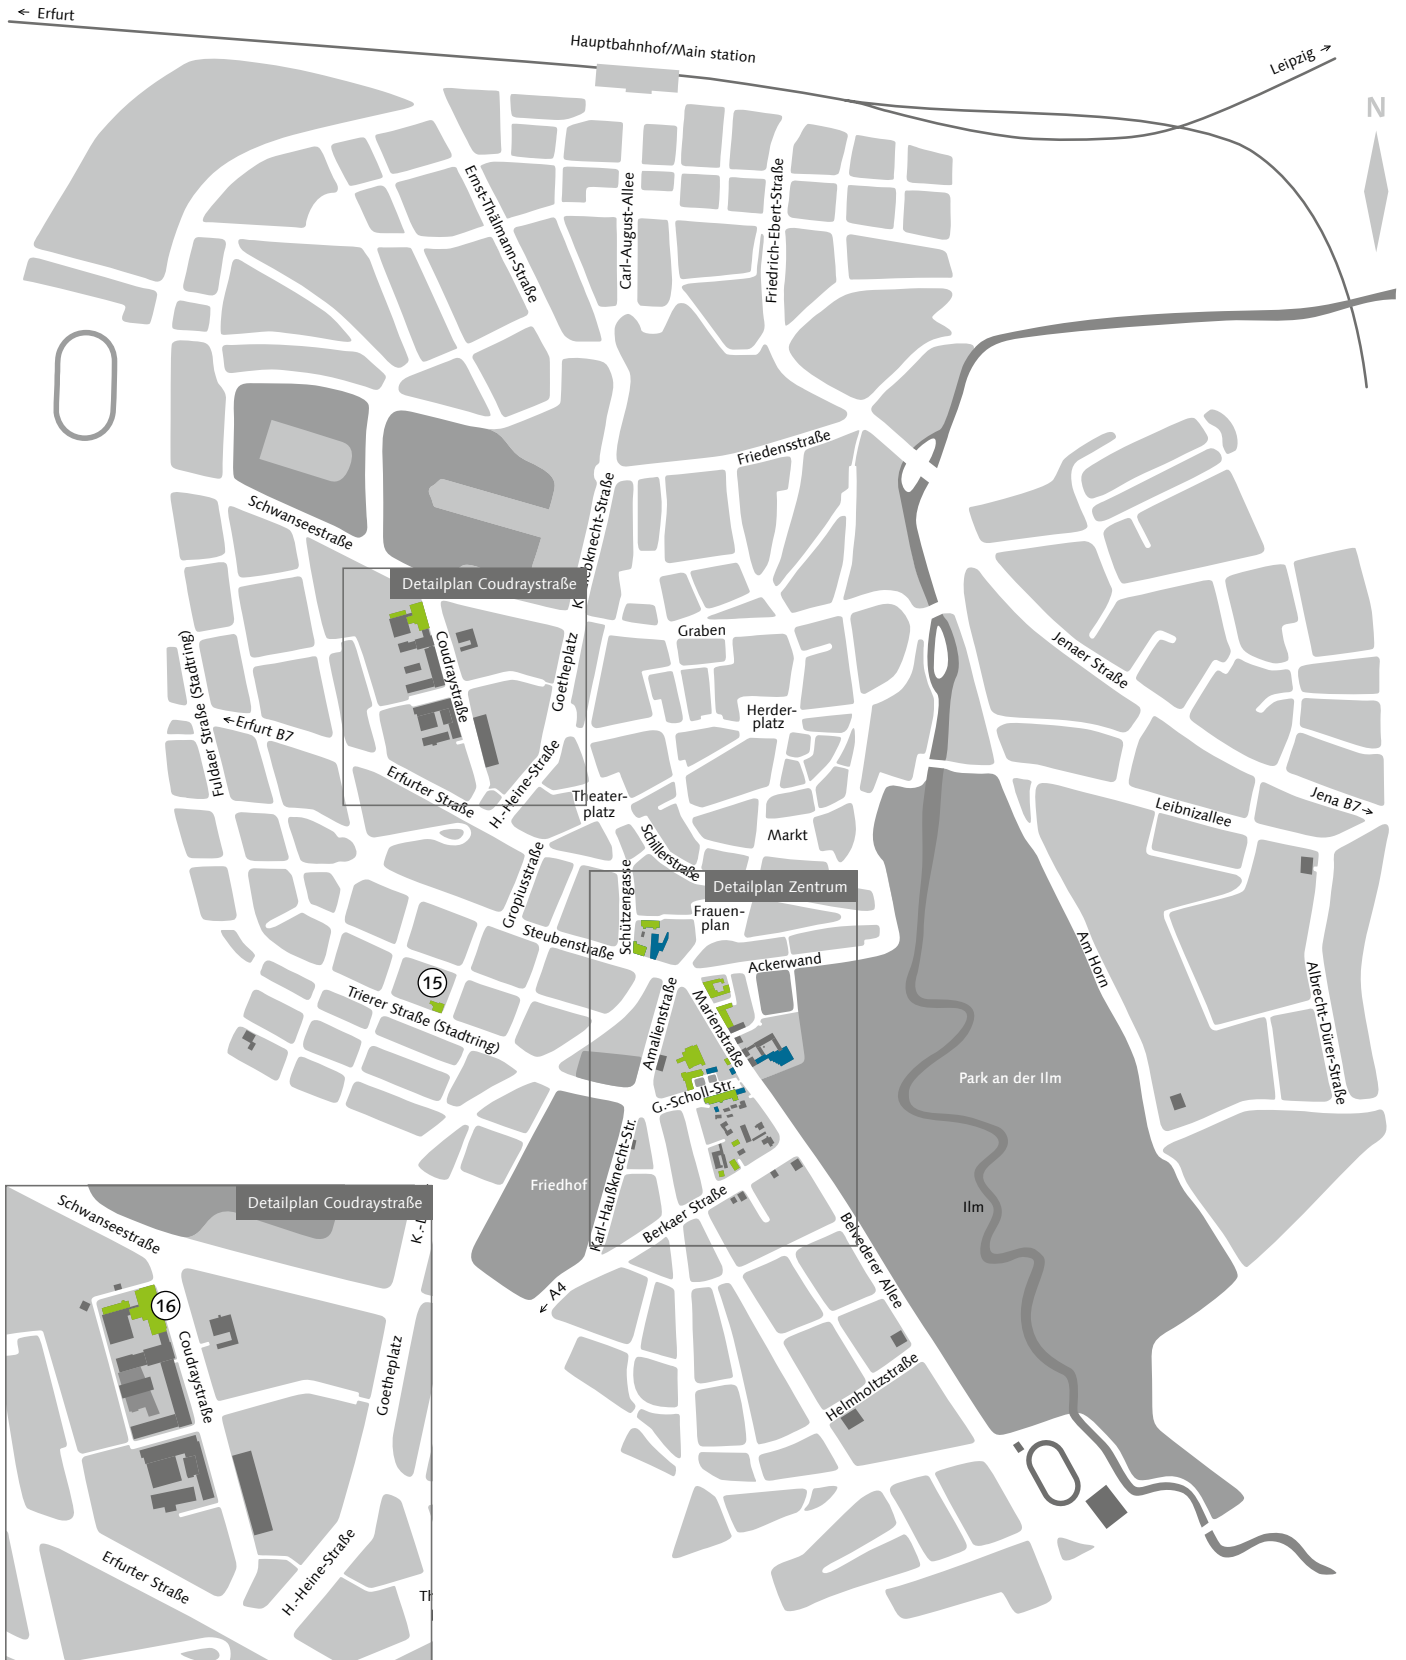 ← Erfurt
Hauptbahnhof/Main station
Leipzig →
N
Ernst-Thälmann-Straße
Carl-August-Allee
Friedrich-Ebert-Straße
Friedensstraße
Schwanseestraße
Detailplan Coudraystraße
Graben
Coudraystraße
Goetheplatz
Jenaer Straße
Fuldaer Straße (Stadtring)
← Erfurt B7
Herder-
platz
Erfurter Straße
H.-Heine-Straße
Theater-
platz
Schillerstraße
Markt
Leibnizallee
Jena B7 →
Gropiusstraße
Schützengasse
Detailplan Zentrum
Frauen-
plan
Steubenstraße
Ackerwand
Am Horn
Albrecht-Dürer-Straße
15
Trierer Straße (Stadtring)
Amalienstraße
Marienstraße
Park an der Ilm
G.-Scholl-Str.
Friedhof
Karl-Haußknecht-Str.
Berkaer Straße
Ilm
Belvederer Allee
← A4
Helmholtzstraße
Detailplan Coudraystraße
Schwanseestraße
16
Coudraystraße
Goetheplatz
Erfurter Straße
H.-Heine-Straße